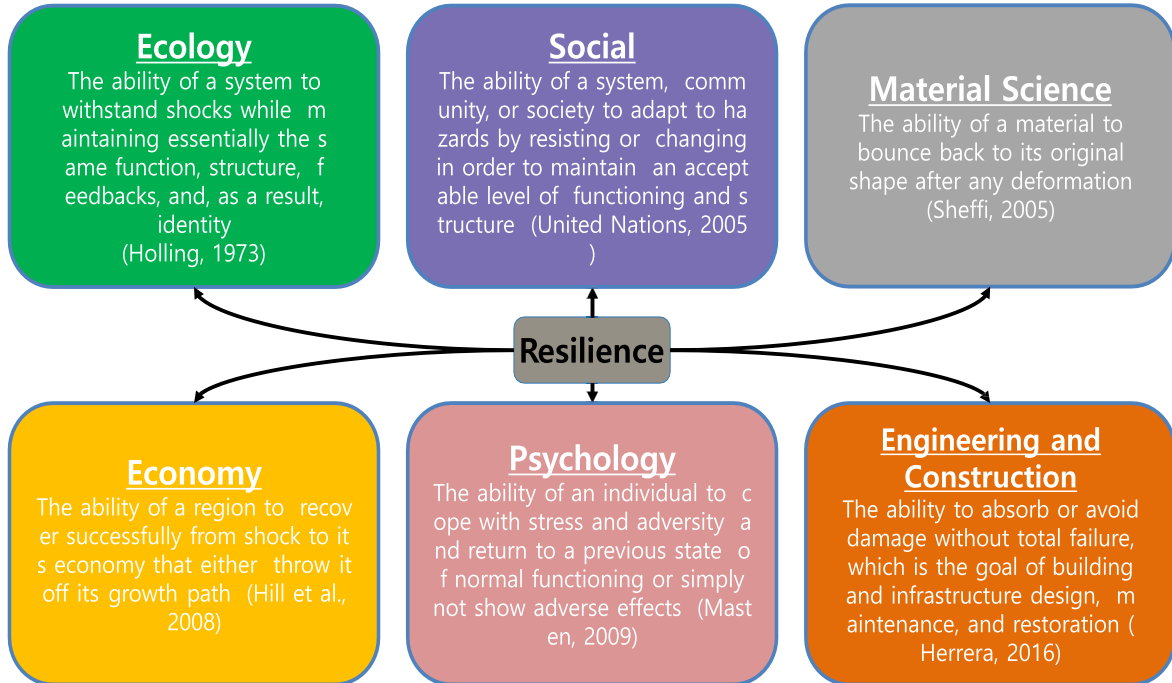 Ecology
The ability of a system to
withstand shocks while m
aintaining essentially the s
ame function, structure, f
eedbacks, and, as a result,
identity
(Holling, 1973)
Social
The ability of a system, comm
unity, or society to adapt to ha
zards by resisting or changing
in order to maintain an accept
able level of functioning and s
tructure (United Nations, 2005
)
Material Science
The ability of a material to
bounce back to its original
shape after any deformation
(Sheffi, 2005)
Resilience
Economy
The ability of a region to recov
er successfully from shock to it
s economy that either throw it
off its growth path (Hill et al.,
2008)
Psychology
The ability of an individual to c
ope with stress and adversity a
nd return to a previous state o
f normal functioning or simply
not show adverse effects (Mast
en, 2009)
Engineering and
Construction
The ability to absorb or avoid
damage without total failure,
which is the goal of building
and infrastructure design, m
aintenance, and restoration (
Herrera, 2016)